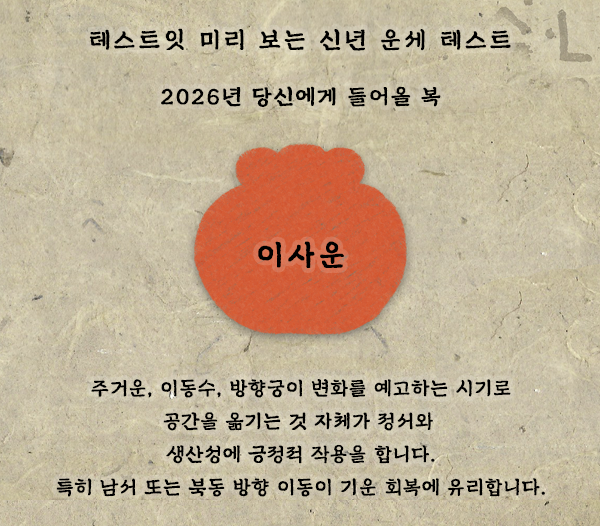 테스트잇 미리 보는 신년 운세 테스트
2026년 당신에게 들어올 복
이사운
주거운, 이동수, 방향궁이 변화를 예고하는 시기로
공간을 옮기는 것 자체가 정서와
생산성에 긍정적 작용을 합니다.
특히 남서 또는 북동 방향 이동이 기운 회복에 유리합니다.